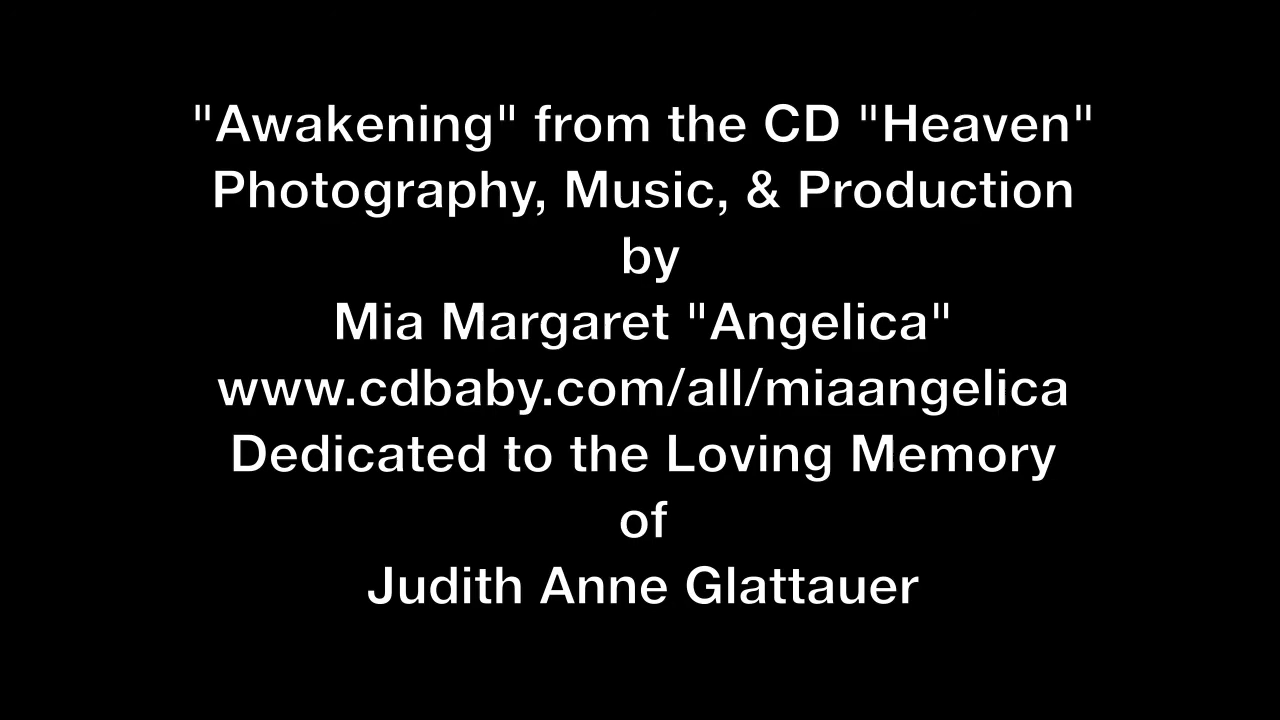 "Awakening" from the CD "Heaven"
Photography, Music, & Production
by
Mia Margaret "Angelica"
www.cdbaby.com/all/miaangelica
Dedicated to the Loving Memory
of
Judith Anne Glattauer